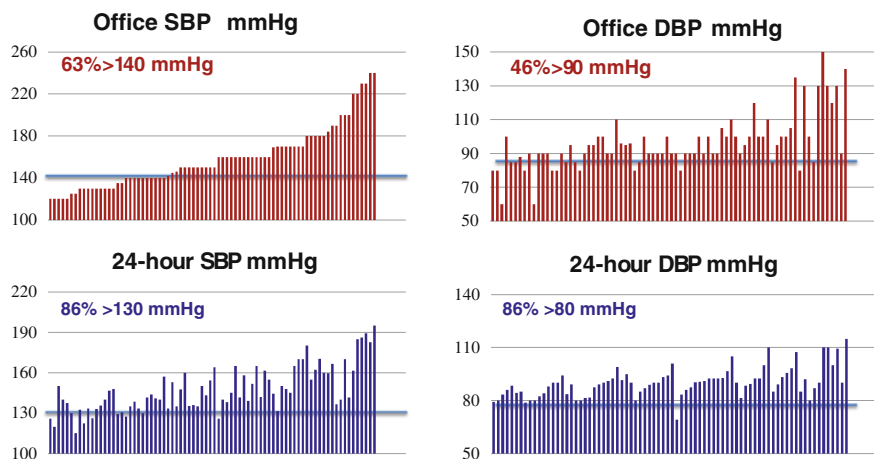 Office SBP mmHg
63%>140 mmHg
260
220
180
140
100
Office DBP mmHg
46%>90 mmHg
150
130
110
90
70
50
24-hour SBP mmHg
86% >130 mmHg
220
190
160
130
100
24-hour DBP mmHg
86% >80 mmHg
140
110
80
50